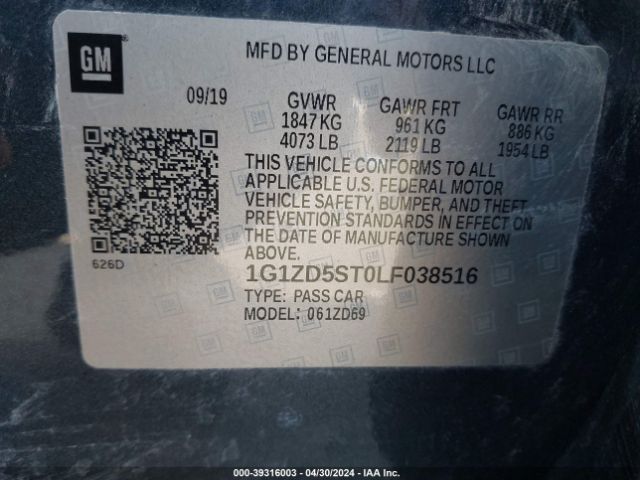 GM
MFD BY GENERAL MOTORS LLC
09/19 GVWR GAWR FRT GAWR RR
1847 KG 961 KG 886 KG
4073 LB 2119 LB 1954 LB
THIS VEHICLE CONFORMS TO ALL
APPLICABLE U.S. FEDERAL MOTOR
VEHICLE SAFETY, BUMPER, AND THEFT
PREVENTION STANDARDS IN EFFECT ON
THE DATE OF MANUFACTURE SHOWN
ABOVE.
626D
1G1ZD5ST0LF038516
TYPE: PASS CAR
MODEL: 061ZD69
000-39316003 — 04/30/2024 — IAA Inc.